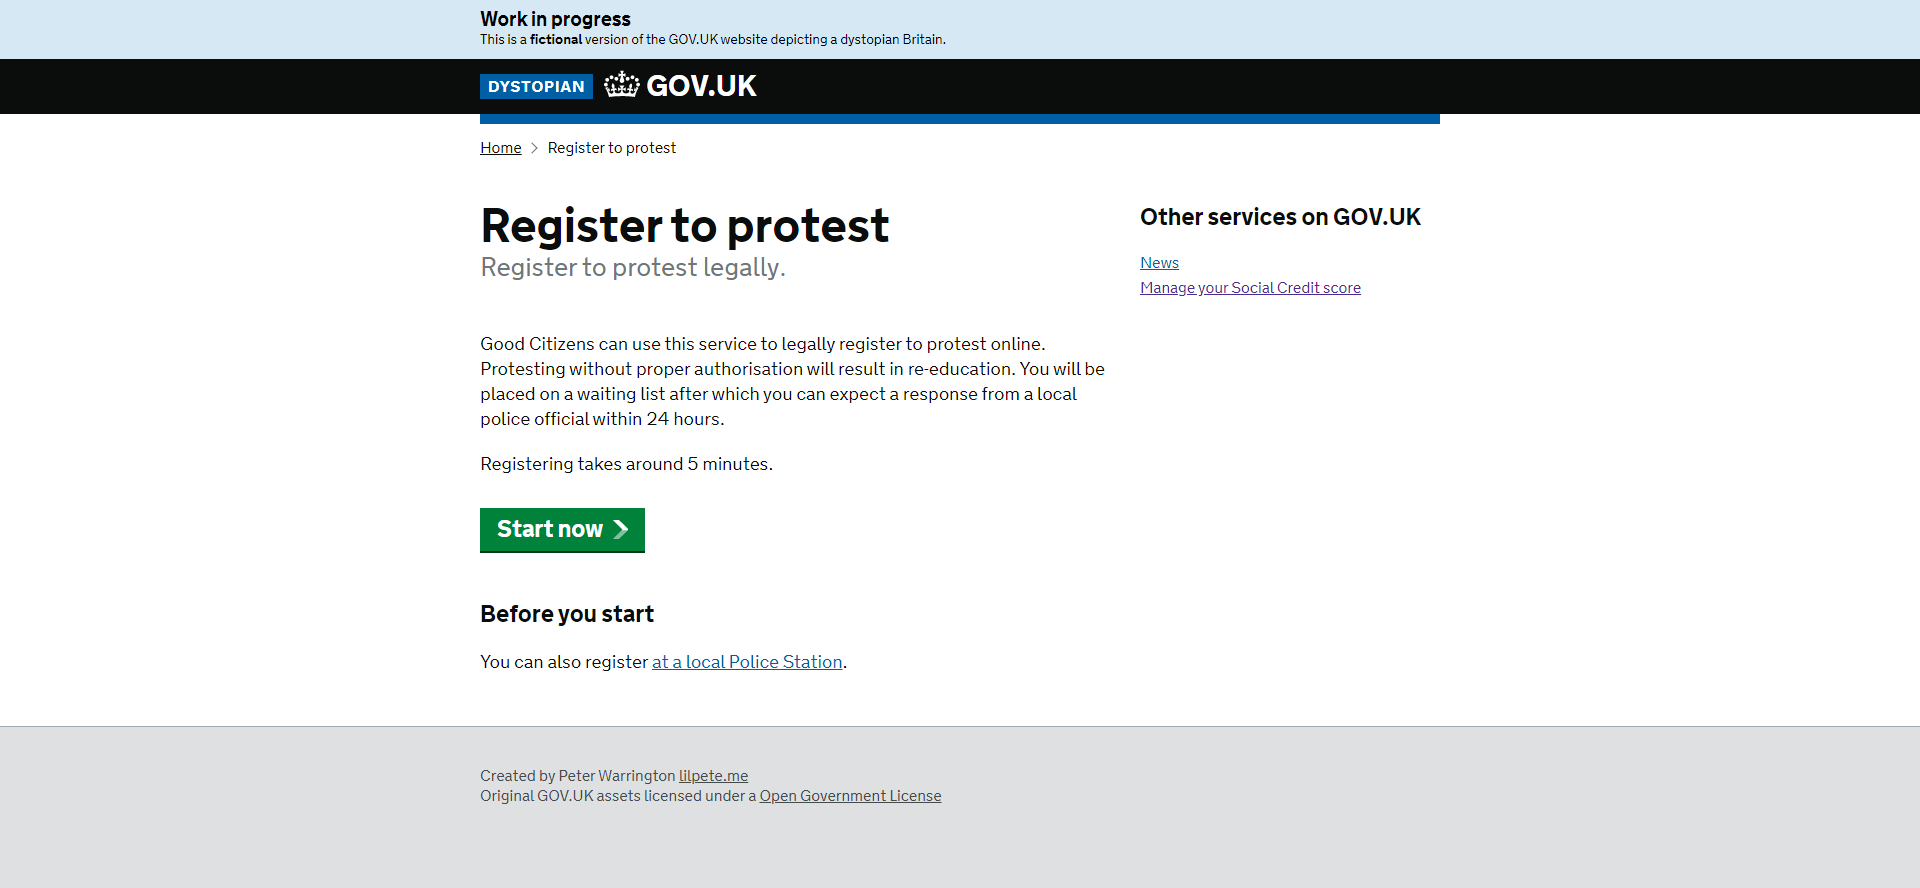 Work in progress
This is a fictional version of the GOV.UK website depicting a dystopian Britain.
DYSTOPIAN GOV.UK
Home Register to protest
Register to protest
Register to protest legally.
Good Citizens can use this service to legally register to protest online.
Protesting without proper authorisation will result in re-education. You will be
placed on a waiting list after which you can expect a response from a local
police official within 24 hours.
Registering takes around 5 minutes.
Start now
Before you start
You can also register at a local Police Station.
Other services on GOV.UK
News
Manage your Social Credit score
Created by Peter Warrington lilpete.me
Original GOV.UK assets licensed under a Open Government License